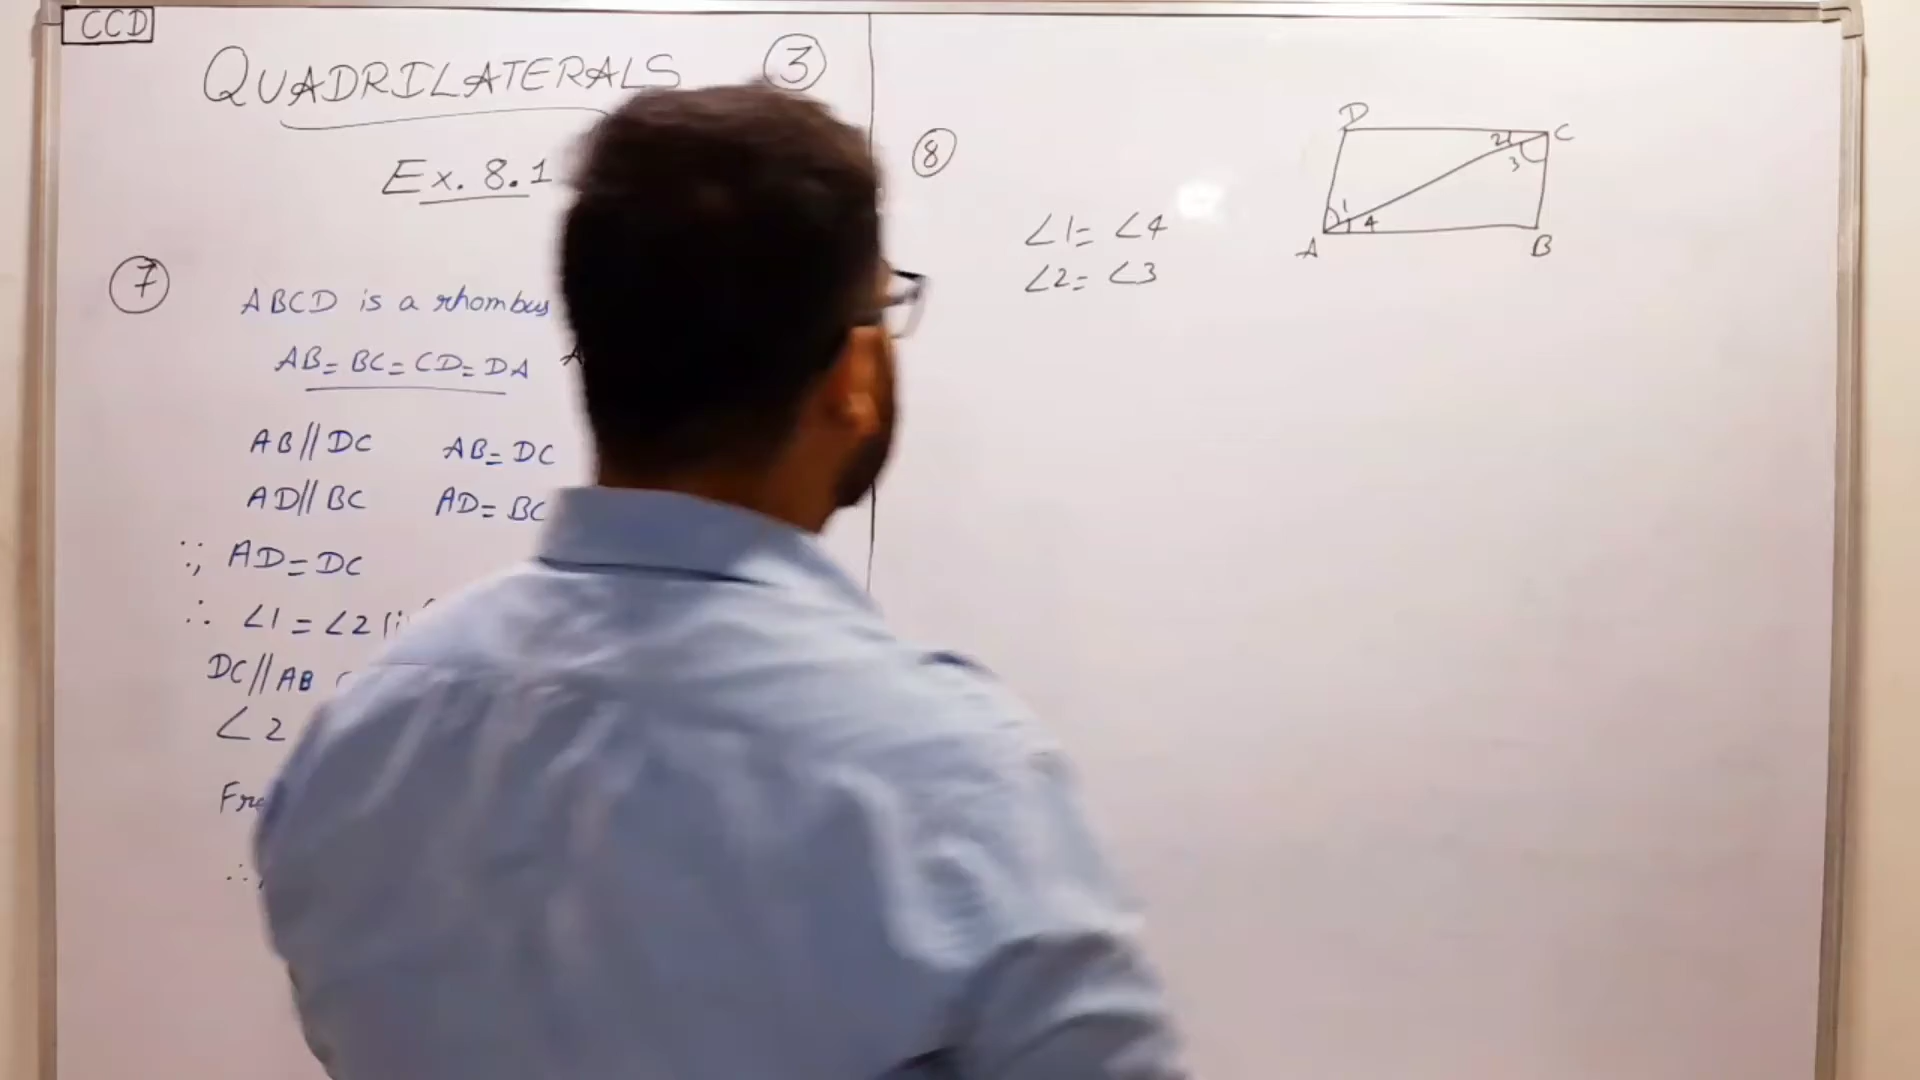 CCD
QUADRILATERALS 3
Ex. 8.1
7
ABCD is a rhombus
AB = BC = CD = DA
AB || DC AB = DC
AD || BC AD = BC
∵, AD = DC
∴ ∠1 = ∠2
DC || AB
∠2
∴,
8
∠1 = ∠4
∠2 = ∠3
D C
2
3
1
4
A B